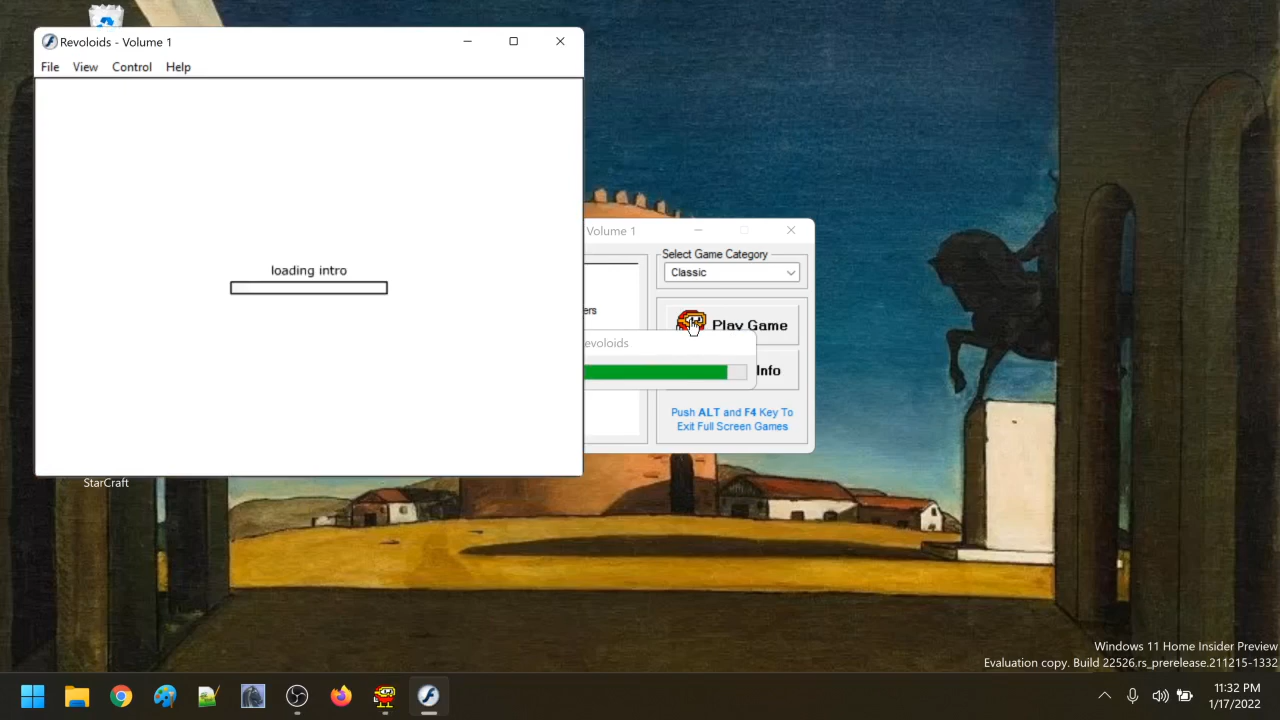 Revoloids - Volume 1
File View Control Help
loading intro
Volume 1
Select Game Category
Classic
ers
Play Game
evoloids
Info
Push ALT and F4 Key To
Exit Full Screen Games
StarCraft
Windows 11 Home Insider Preview
Evaluation copy. Build 22526.rs_prerelease.211215-1332
11:32 PM
1/17/2022